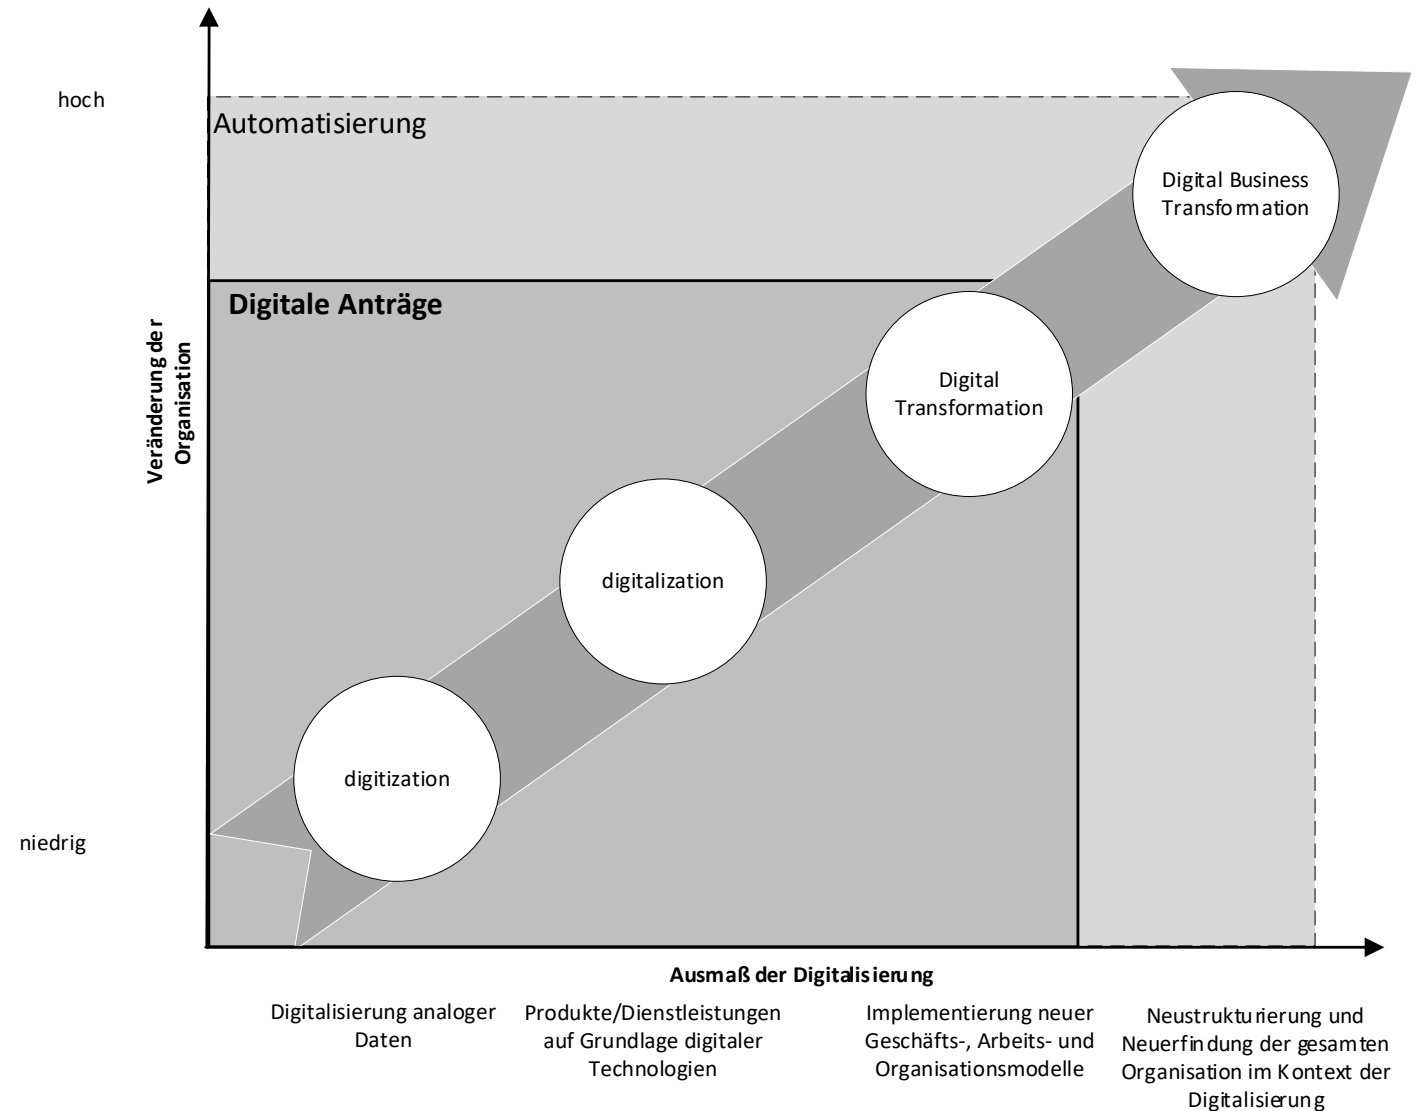 hoch
Automatisierung
Digital Business
Transformation
Digitale Anträge
Veränderung der
Organisation
Digital
Transformation
digitalization
digitization
niedrig
Ausmaß der Digitalisierung
Digitalisierung analoger
Daten
Produkte/Dienstleistungen
auf Grundlage digitaler
Technologien
Implementierung neuer
Geschäfts-, Arbeits- und
Organisationsmodelle
Neustrukturierung und
Neuerfindung der gesamten
Organisation im Kontext der
Digitalisierung